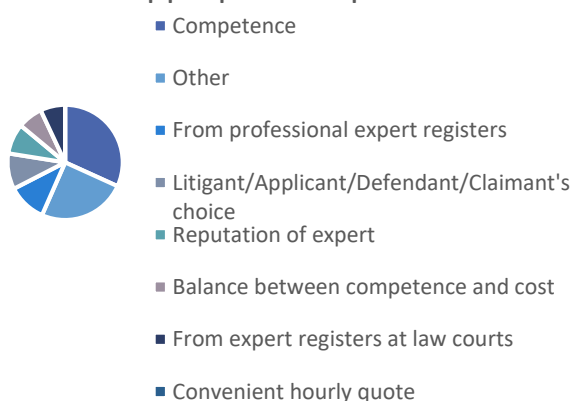 Competence
Other
From professional expert registers
Litigant/Applicant/Defendant/Claimant's
choice
Reputation of expert
Balance between competence and cost
From expert registers at law courts
Convenient hourly quote